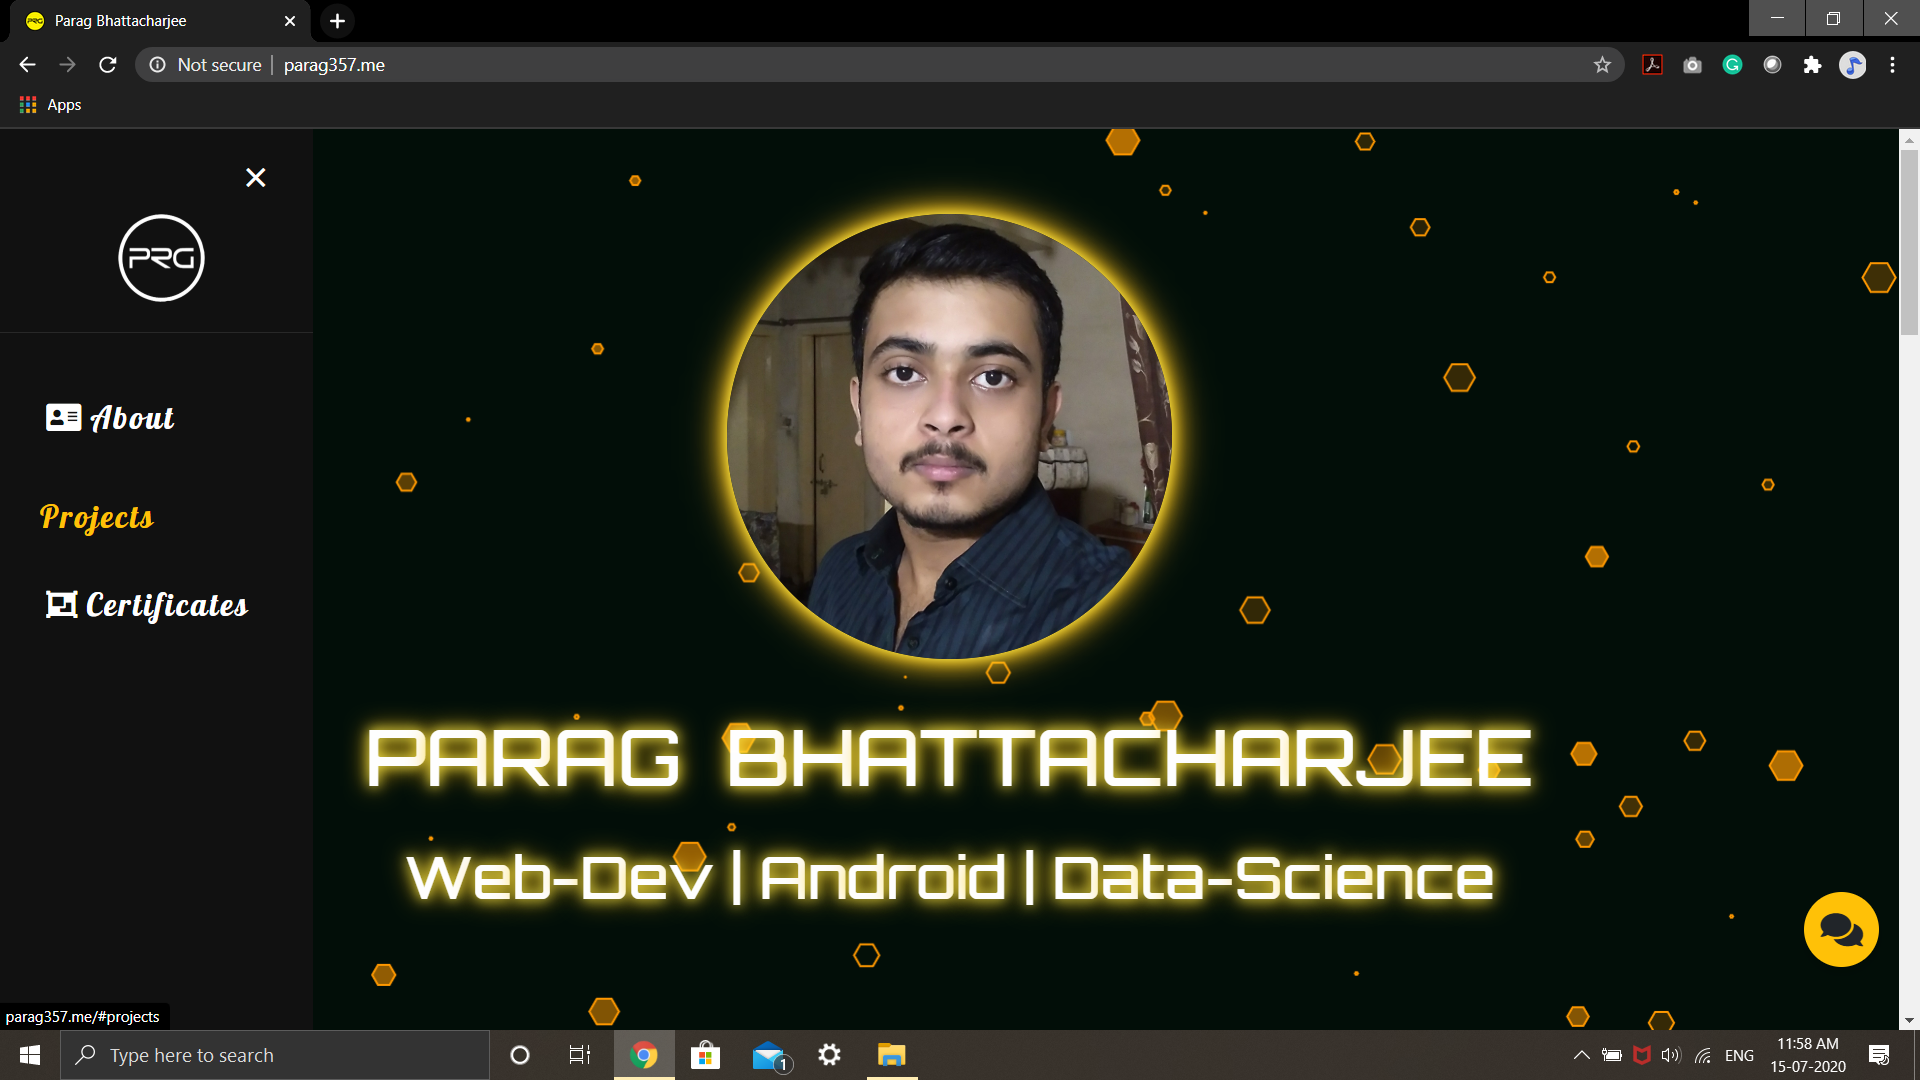 Parag Bhattacharjee
Not secure | parag357.me
Apps
PRG
About
Projects
Certificates
PARAG BHATTACHARJEE
Web-Dev | Android | Data-Science
parag357.me/#projects
Type here to search
1
ENG
11:58 AM
15-07-2020